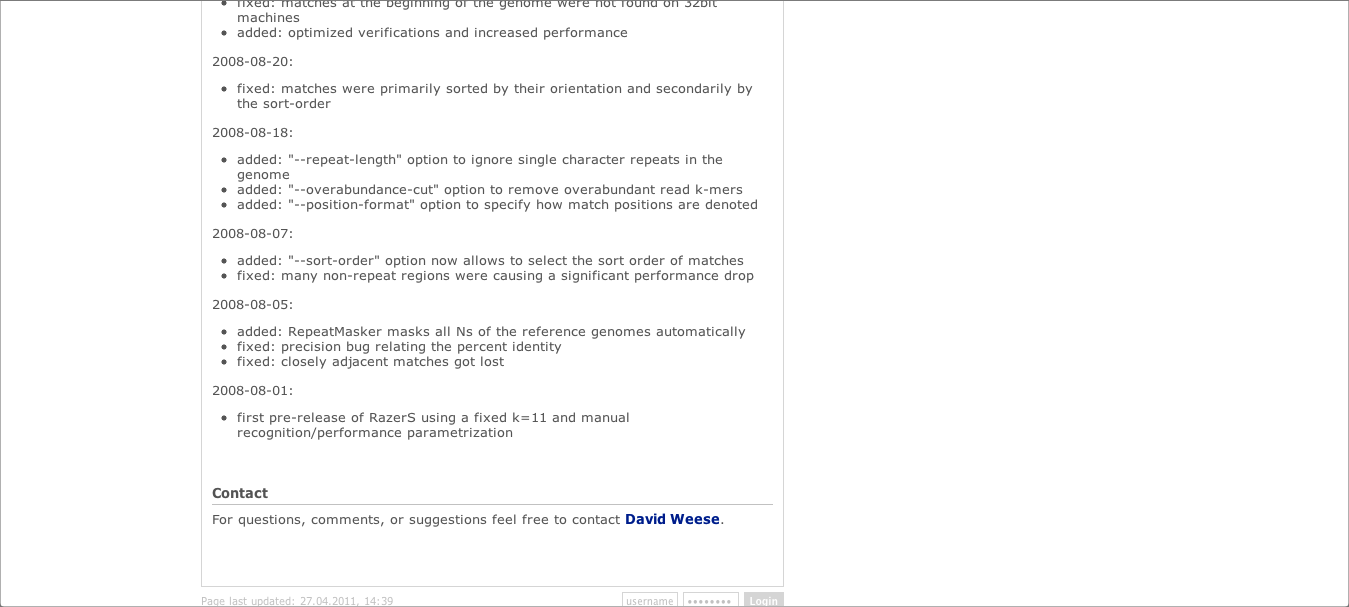 fixed: matches at the beginning of the genome were not found on 32bit
machines
added: optimized verifications and increased performance
2008-08-20:
fixed: matches were primarily sorted by their orientation and secondarily by
the sort-order
2008-08-18:
added: "--repeat-length" option to ignore single character repeats in the
genome
added: "--overabundance-cut" option to remove overabundant read k-mers
added: "--position-format" option to specify how match positions are denoted
2008-08-07:
added: "--sort-order" option now allows to select the sort order of matches
fixed: many non-repeat regions were causing a significant performance drop
2008-08-05:
added: RepeatMasker masks all Ns of the reference genomes automatically
fixed: precision bug relating the percent identity
fixed: closely adjacent matches got lost
2008-08-01:
first pre-release of RazerS using a fixed k=11 and manual
recognition/performance parametrization
Contact
For questions, comments, or suggestions feel free to contact David Weese.
Page last updated: 27.04.2011, 14:39 username •••••••• Login